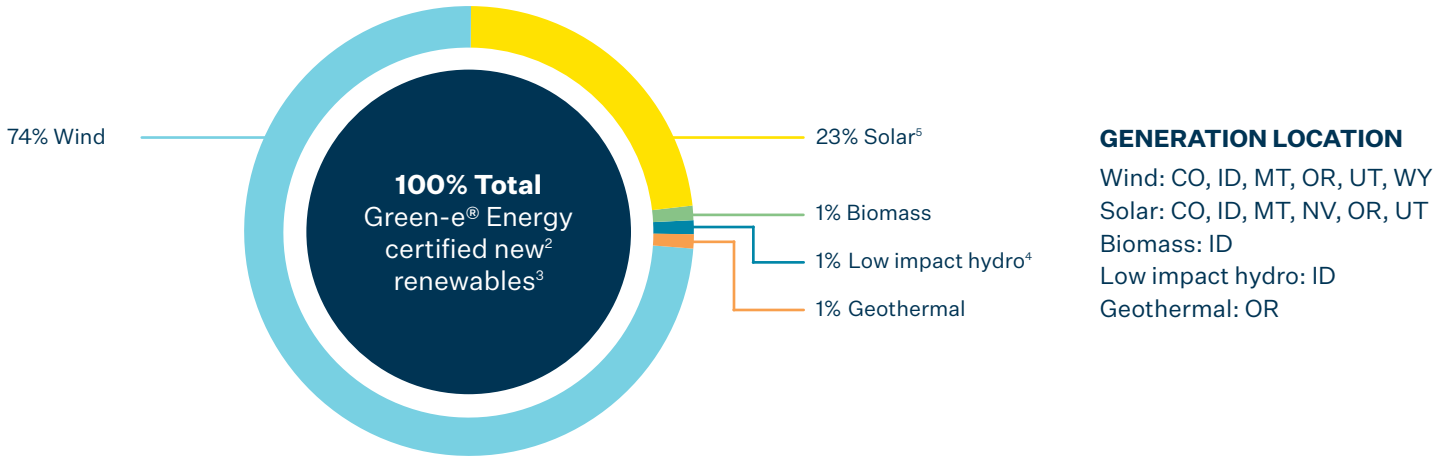 74% Wind
100% Total
Green-e® Energy
certified new²
renewables³
23% Solar⁵
1% Biomass
1% Low impact hydro⁴
1% Geothermal
GENERATION LOCATION
Wind: CO, ID, MT, OR, UT, WY
Solar: CO, ID, MT, NV, OR, UT
Biomass: ID
Low impact hydro: ID
Geothermal: OR